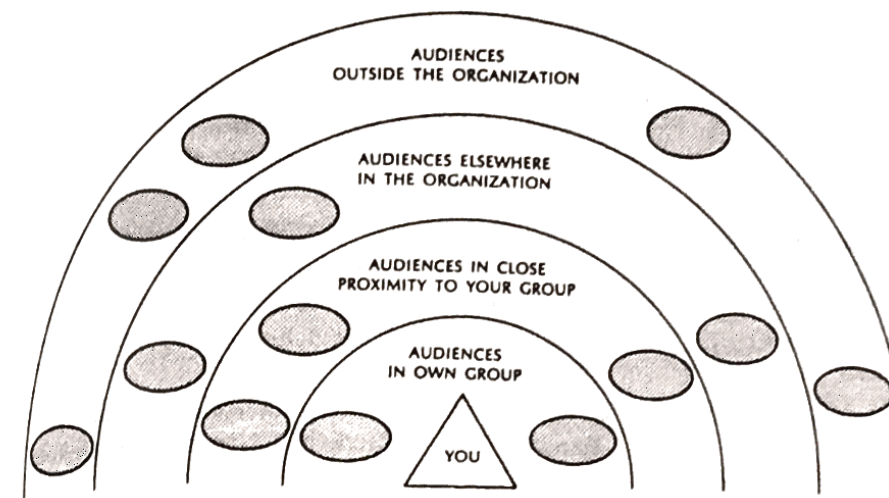 AUDIENCES
OUTSIDE THE ORGANIZATION
AUDIENCES ELSEWHERE
IN THE ORGANIZATION
AUDIENCES IN CLOSE
PROXIMITY TO YOUR GROUP
AUDIENCES
IN OWN GROUP
YOU